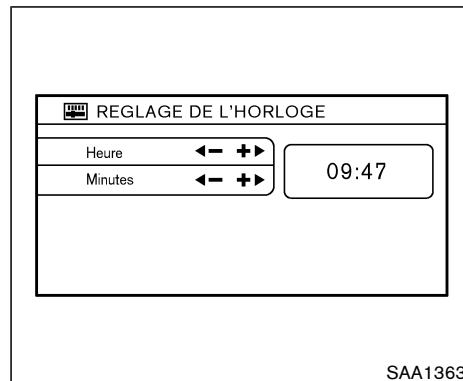 REGLAGE DE L'HORLOGE
Heure
Minutes
09:47
SAA1363